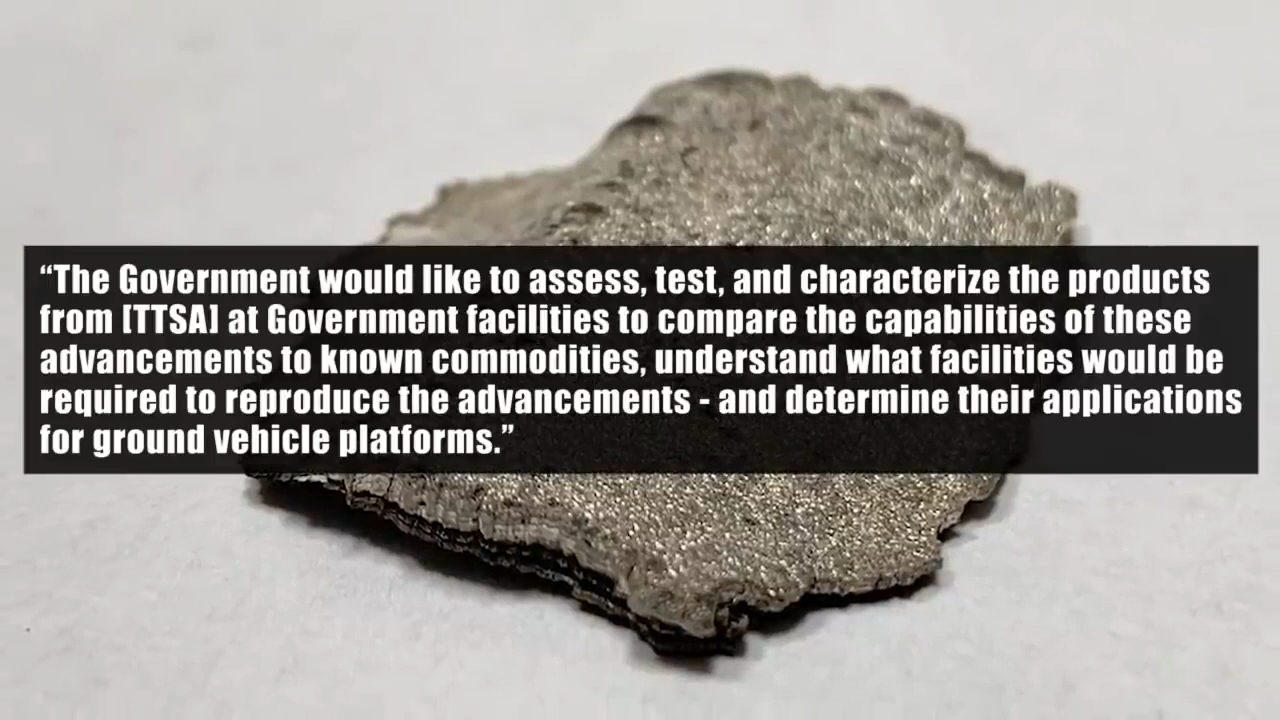 “The Government would like to assess, test, and characterize the products
from [TTSA] at Government facilities to compare the capabilities of these
advancements to known commodities, understand what facilities would be
required to reproduce the advancements - and determine their applications
for ground vehicle platforms.”